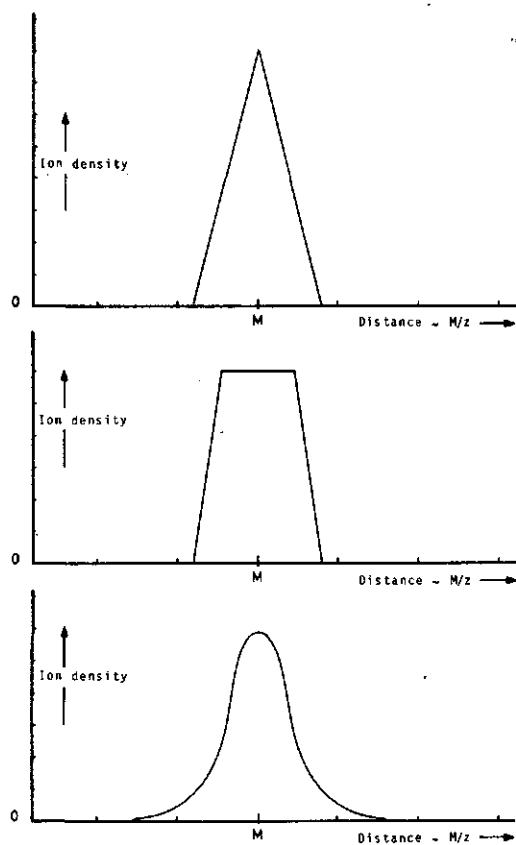 Ion density
0
M
Distance ~ M/z
Ion density
0
M
Distance ~ M/z
Ion density
0
M
Distance ~ M/z